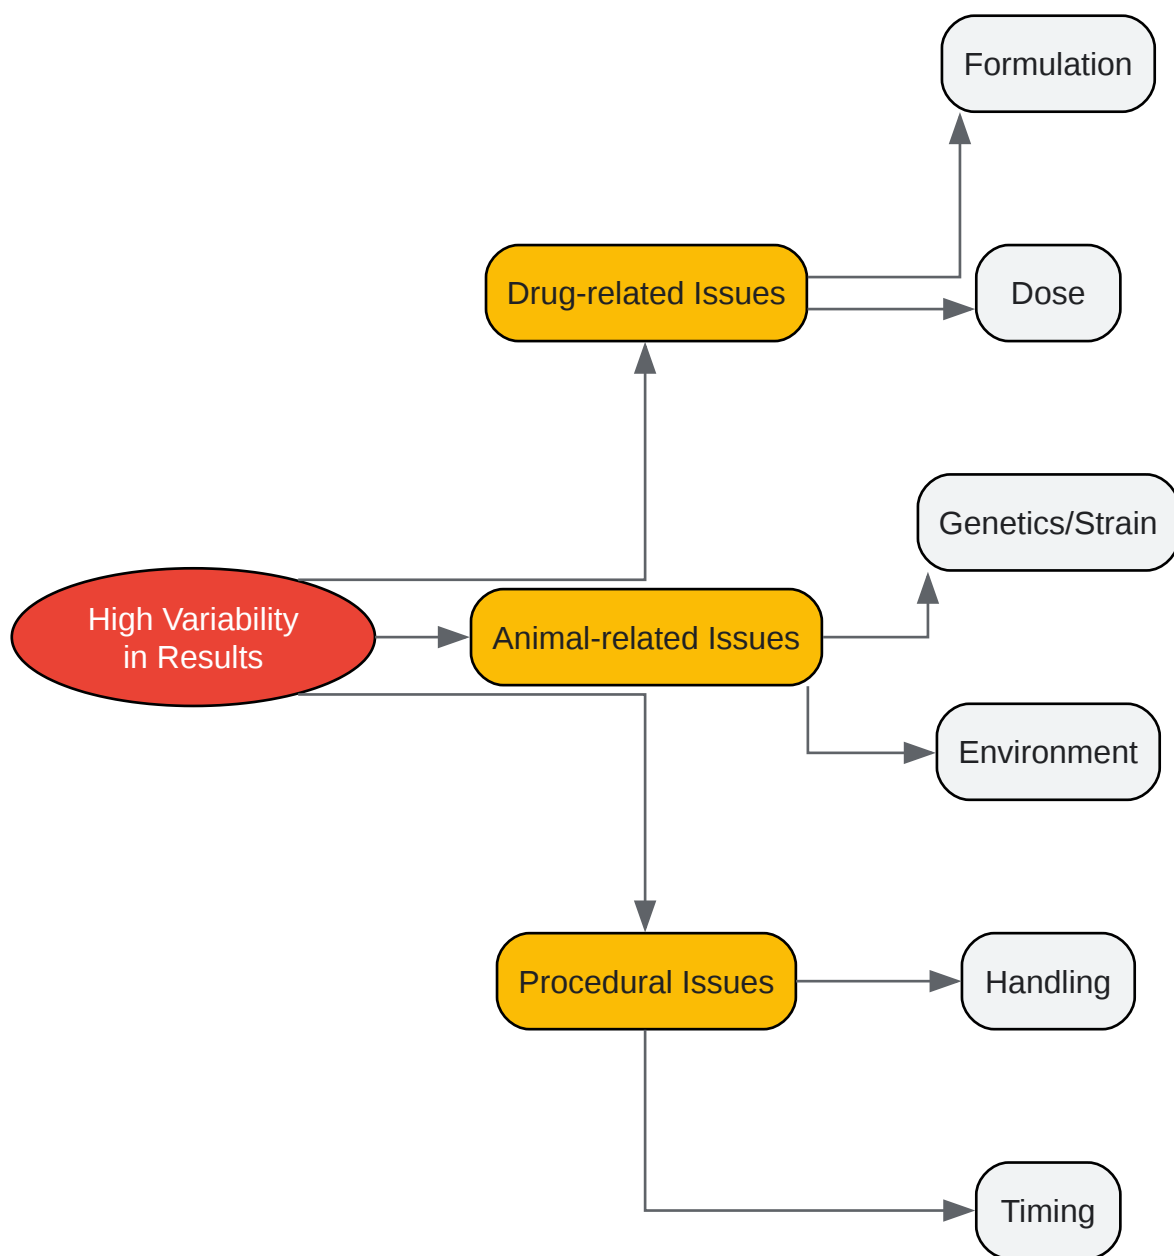 Formulation
Drug-related Issues
Dose
Genetics/Strain
High Variability
in Results
Animal-related Issues
Environment
Procedural Issues
Handling
Timing